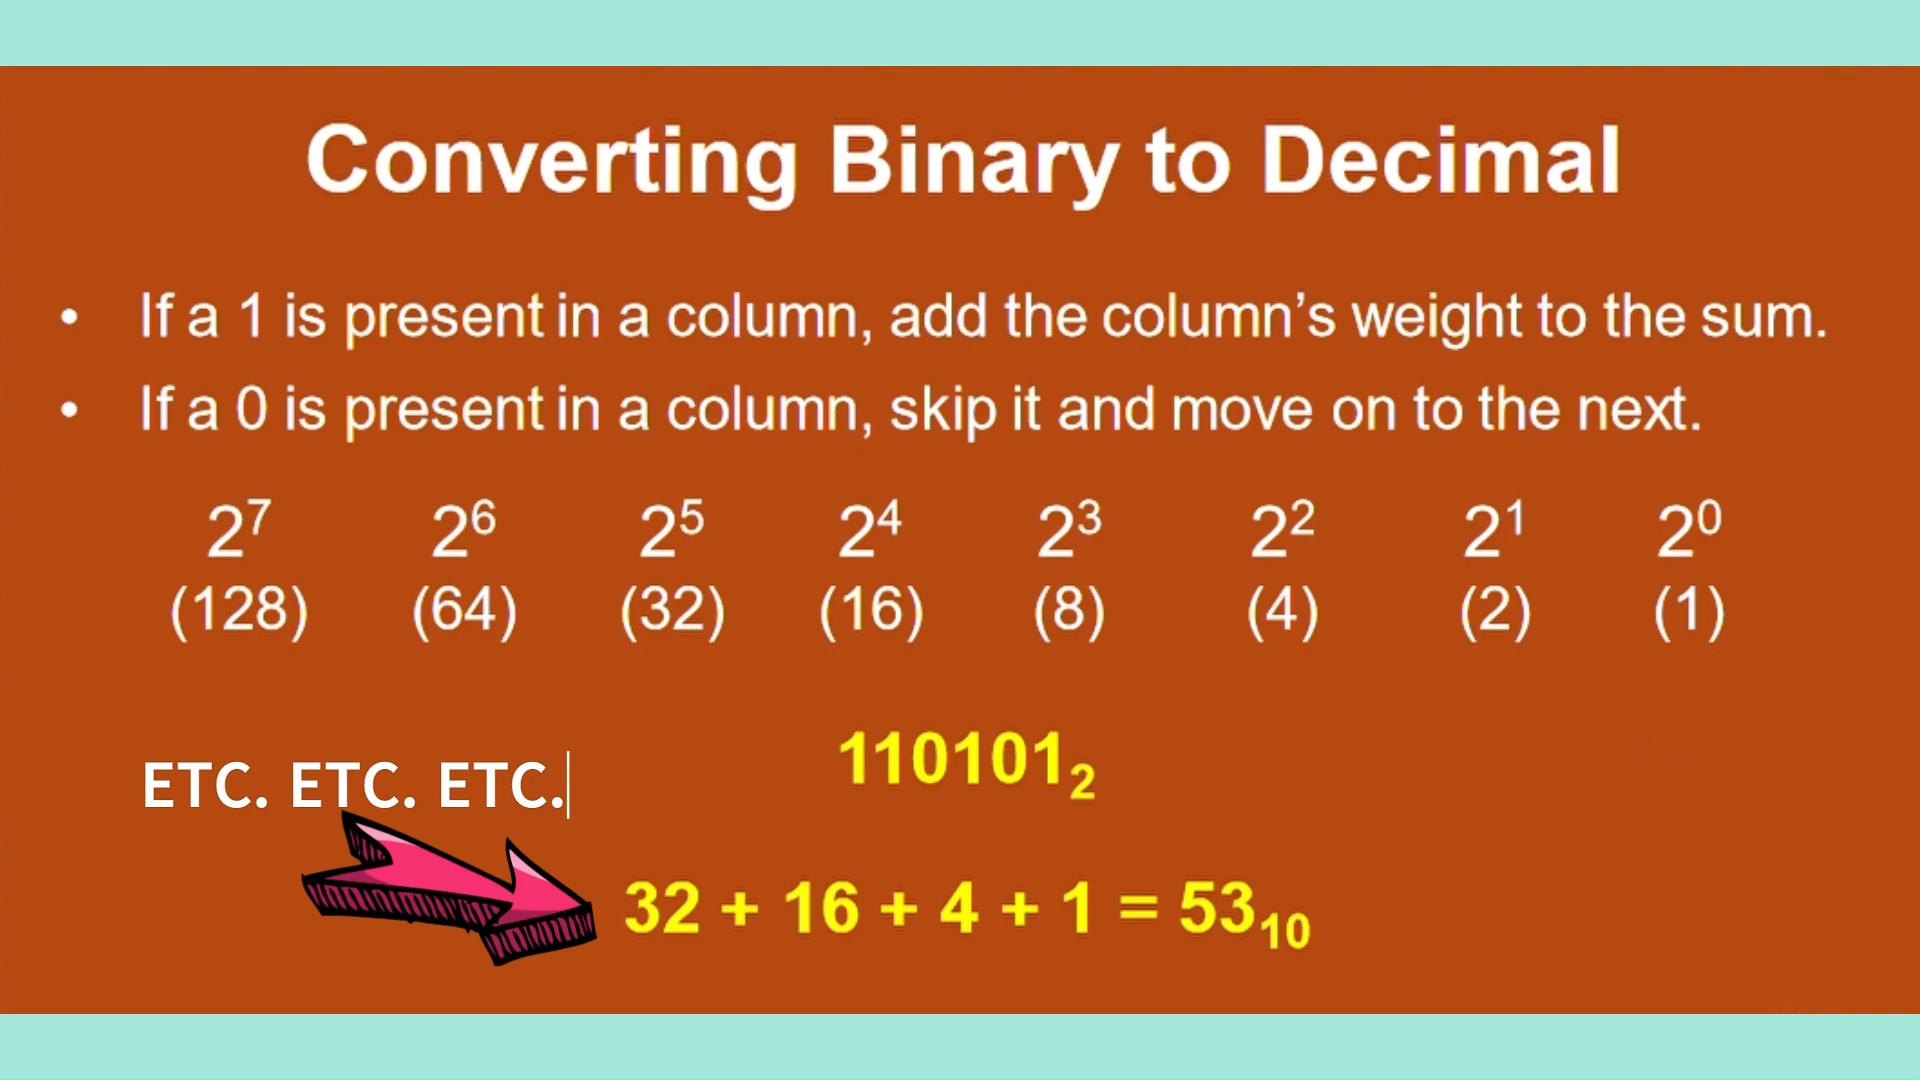 Converting Binary to Decimal
• If a 1 is present in a column, add the column’s weight to the sum.
• If a 0 is present in a column, skip it and move on to the next.
2⁷ 2⁶ 2⁵ 2⁴ 2³ 2² 2¹ 2⁰
(128) (64) (32) (16) (8) (4) (2) (1)
110101₂
ETC. ETC. ETC.
32 + 16 + 4 + 1 = 53₁₀